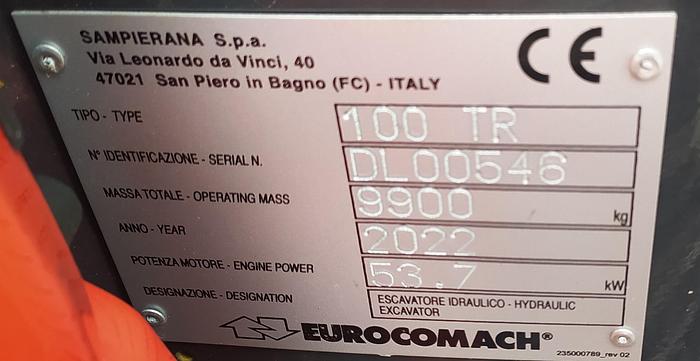 SAMPIERANA S.p.a.
Via Leonardo da Vinci, 40
47021 San Piero in Bagno (FC) - ITALY
CE
TIPO - TYPE 100 TR
N° IDENTIFICAZIONE - SERIAL N. DL00546
MASSA TOTALE - OPERATING MASS 9900 kg
ANNO - YEAR 2022
POTENZA MOTORE - ENGINE POWER 53.7 kW
DESIGNAZIONE - DESIGNATION ESCAVATORE IDRAULICO - HYDRAULIC
EXCAVATOR
EUROCOMACH®
235000789_rev 02